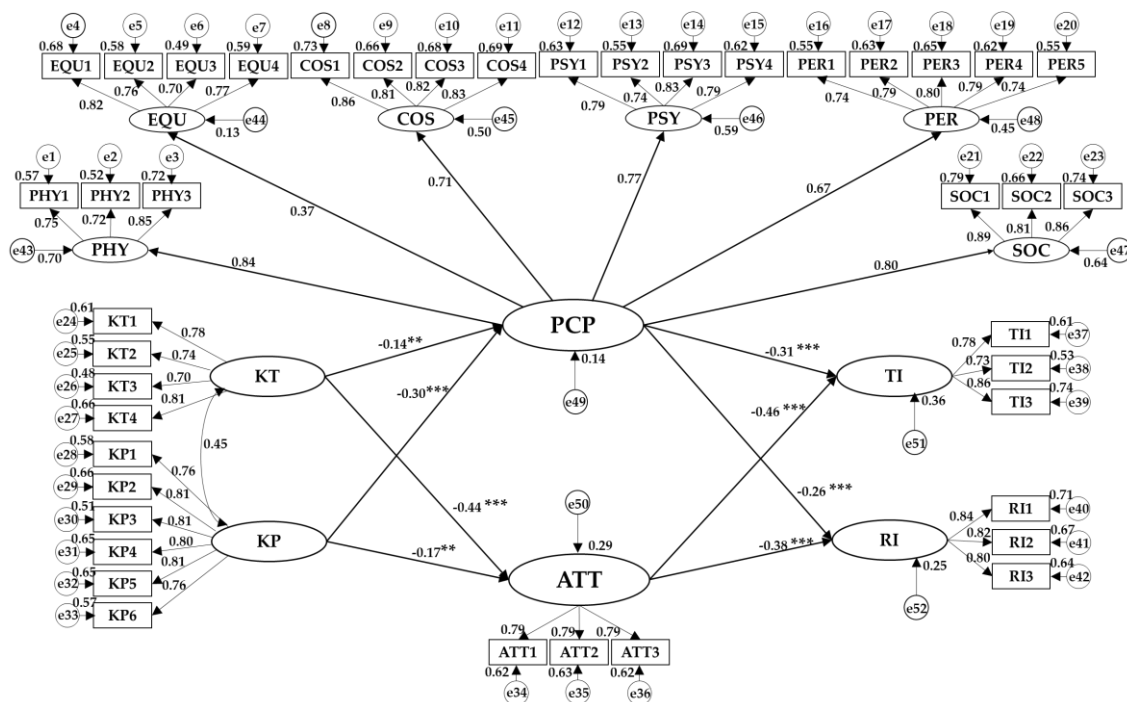 e4 e5 e6 e7 e8 e9 e10 e11 e12 e13 e14 e15 e16 e17 e18 e19 e20
0.68 0.58 0.49 0.59 0.73 0.66 0.68 0.69 0.63 0.55 0.69 0.62 0.55 0.63 0.65 0.62 0.55
EQU1 EQU2 EQU3 EQU4 COS1 COS2 COS3 COS4 PSY1 PSY2 PSY3 PSY4 PER1 PER2 PER3 PER4 PER5
0.82 0.76 0.70 0.77 0.86 0.81 0.82 0.83 0.79 0.74 0.83 0.79 0.74 0.79 0.80 0.79 0.74
EQU e44 COS e45 PSY e46 PER e48
0.13 0.50 0.59 0.45
e1 e2 e3 e21 e22 e23
0.57 0.52 0.72 0.79 0.66 0.74
PHY1 PHY2 PHY3 SOC1 SOC2 SOC3
0.75 0.72 0.85 0.89 0.81 0.86
0.37 0.71 0.77 0.67
e43 PHY SOC e47
0.70 0.64
0.84 0.80
PCP
0.14
e49
0.61
e24 KT1
0.55
e25 KT2
0.48
e26 KT3
0.66
e27 KT4
0.78
0.74
0.70
0.81
KT
-0.14**
-0.30***
-0.31 ***
-0.46 ***
0.45
0.58
e28 KP1
0.66
e29 KP2
0.51
e30 KP3
0.65
e31 KP4
0.65
e32 KP5
0.57
e33 KP6
0.76
0.81
0.81
0.80
0.81
0.76
KP
-0.44 ***
-0.17**
-0.26 ***
-0.38 ***
TI
0.36
e51
0.78
0.73
0.86
TI1 0.61 e37
TI2 0.53 e38
TI3 0.74 e39
RI
0.25
e52
0.84
0.82
0.80
RI1 0.71 e40
RI2 0.67 e41
RI3 0.64 e42
e50
0.29
ATT
0.79 0.79 0.79
ATT1 ATT2 ATT3
0.62 0.63 0.62
e34 e35 e36